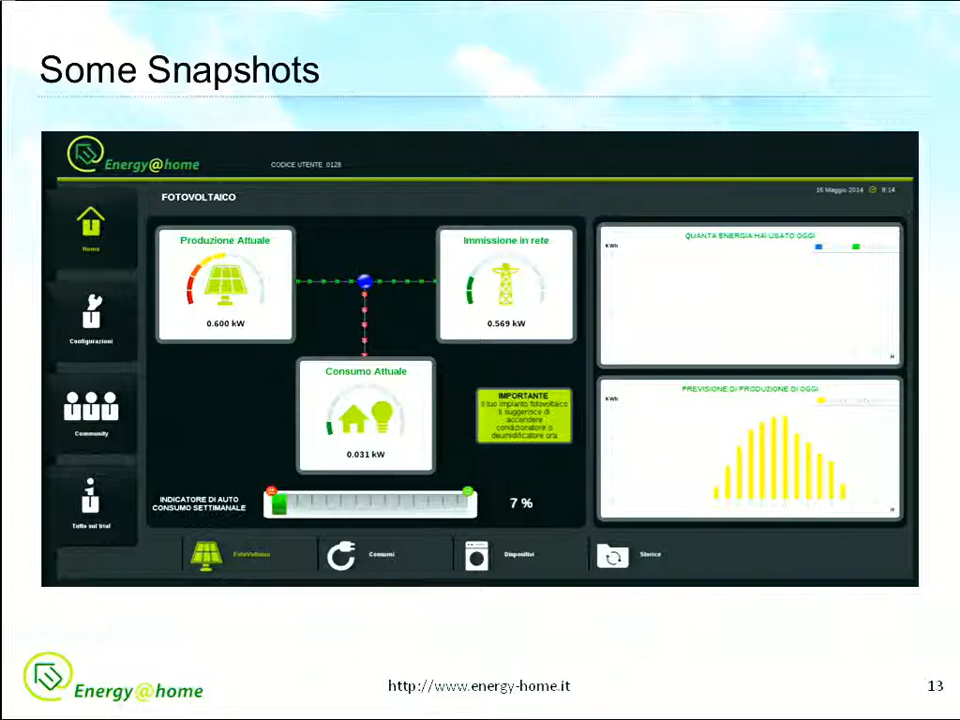 Some Snapshots
Energy@home
CODICE UTENTE 0128
16 Maggio 2014 9:14
FOTOVOLTAICO
Home
Configurazioni
Community
Tutto sul trial
Produzione Attuale
0.600 kW
Immissione in rete
0.569 kW
Consumo Attuale
0.031 kW
IMPORTANTE
Il tuo impianto fotovoltaico
ti suggerisce di
accendere
condizionatore o
deumidificatore ora
INDICATORE DI AUTO
CONSUMO SETTIMANALE
7 %
QUANTA ENERGIA HAI USATO OGGI
KWh
PREVISIONE DI PRODUZIONE DI OGGI
KWh
FotoVoltaico
Consumi
Dispositivi
Storico
Energy@home
http://www.energy-home.it
13